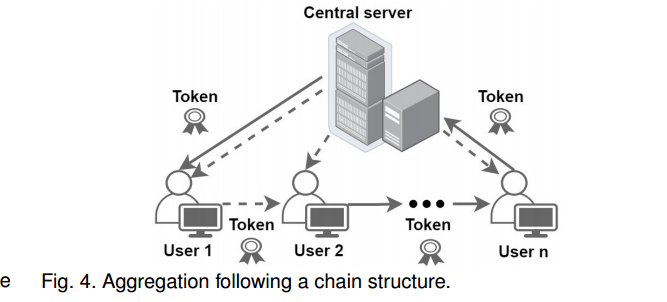 Central server
Token
Token
Token
Token
User 1
User 2
User n
e
Fig. 4. Aggregation following a chain structure.